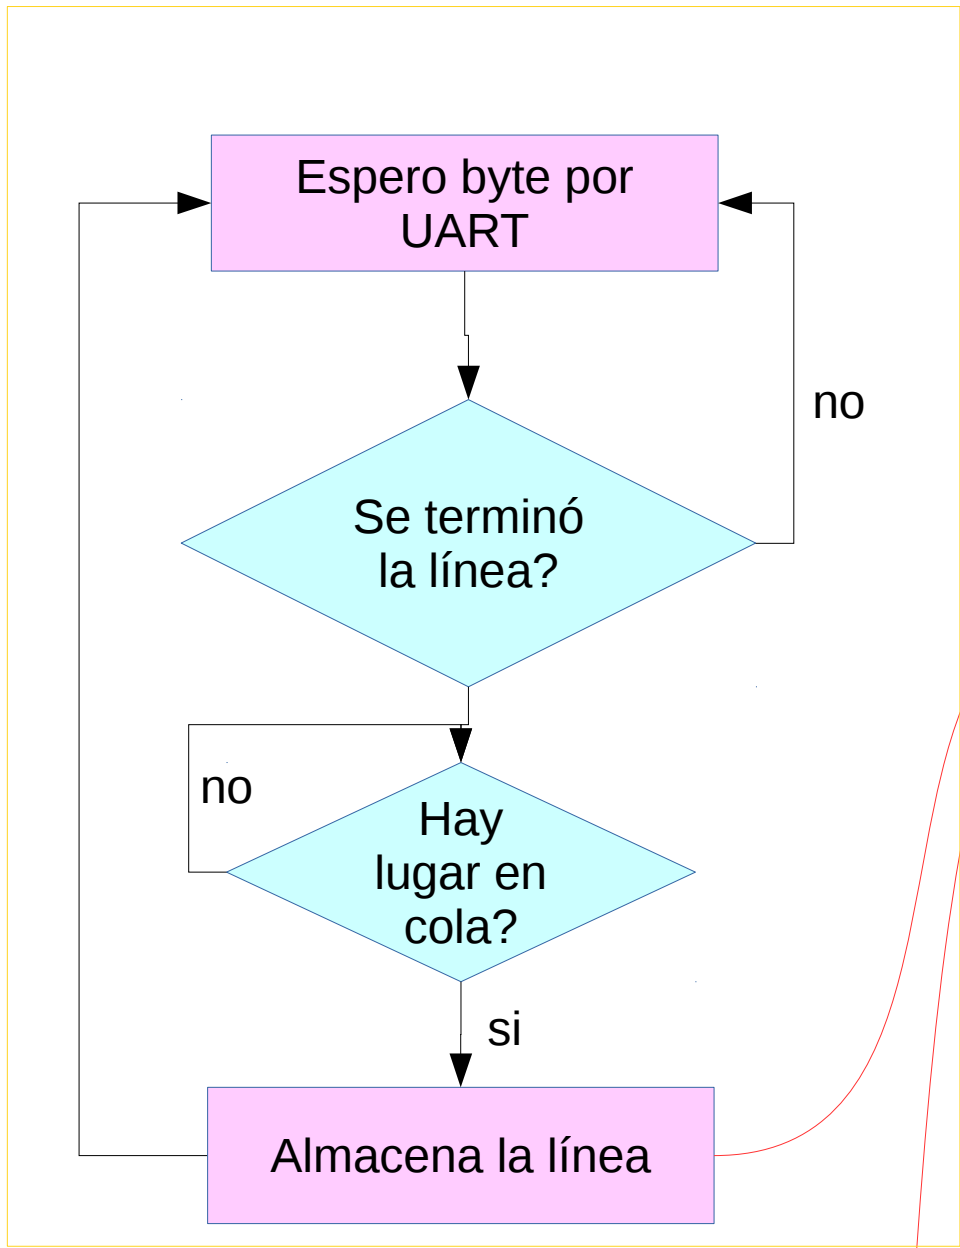 Espero byte por
UART
no
Se terminó
la línea?
no
Hay
lugar en
cola?
si
Almacena la línea